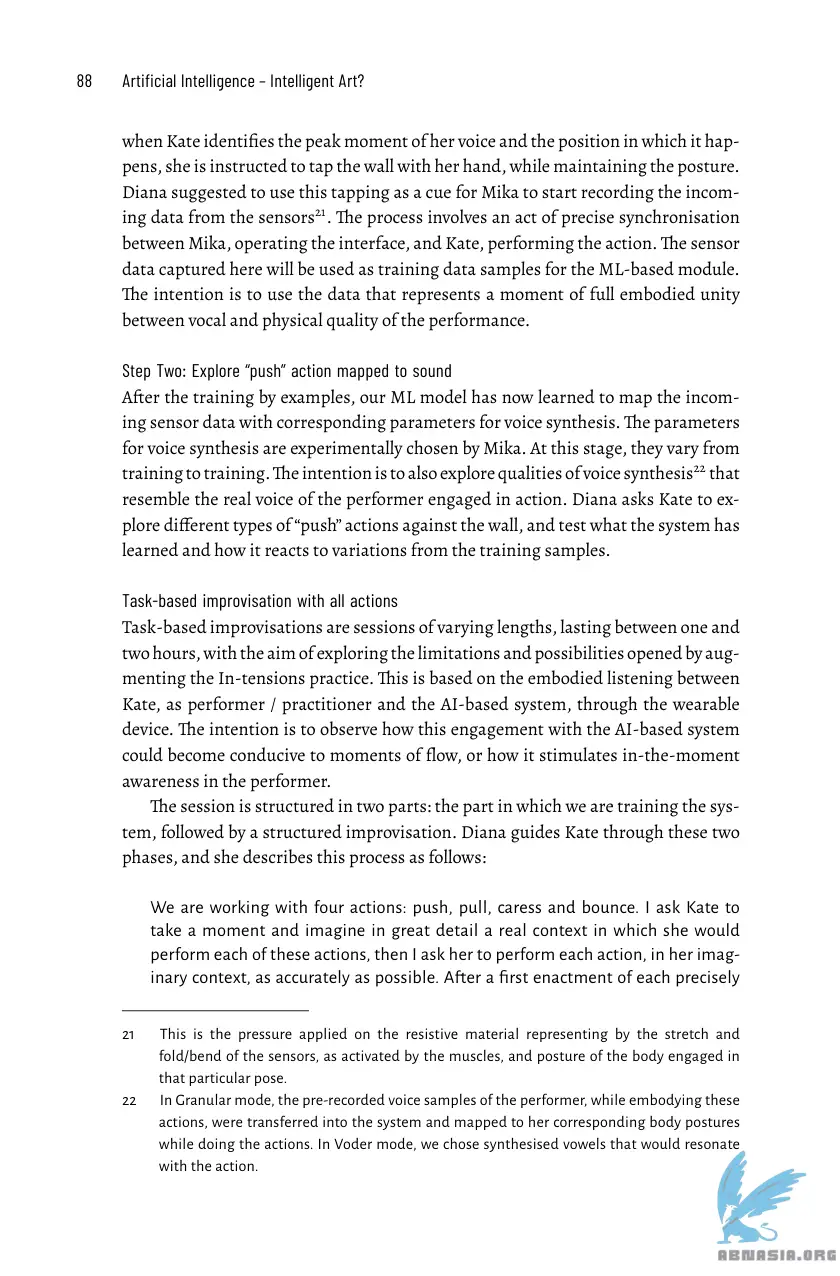 88 Artificial Intelligence – Intelligent Art?
when Kate identifies the peak moment of her voice and the position in which it hap-
pens, she is instructed to tap the wall with her hand, while maintaining the posture.
Diana suggested to use this tapping as a cue for Mika to start recording the incom-
ing data from the sensors²¹. The process involves an act of precise synchronisation
between Mika, operating the interface, and Kate, performing the action. The sensor
data captured here will be used as training data samples for the ML-based module.
The intention is to use the data that represents a moment of full embodied unity
between vocal and physical quality of the performance.
Step Two: Explore “push” action mapped to sound
After the training by examples, our ML model has now learned to map the incom-
ing sensor data with corresponding parameters for voice synthesis. The parameters
for voice synthesis are experimentally chosen by Mika. At this stage, they vary from
training to training. The intention is to also explore qualities of voice synthesis²² that
resemble the real voice of the performer engaged in action. Diana asks Kate to ex-
plore different types of “push” actions against the wall, and test what the system has
learned and how it reacts to variations from the training samples.
Task-based improvisation with all actions
Task-based improvisations are sessions of varying lengths, lasting between one and
two hours, with the aim of exploring the limitations and possibilities opened by aug-
menting the In-tensions practice. This is based on the embodied listening between
Kate, as performer / practitioner and the AI-based system, through the wearable
device. The intention is to observe how this engagement with the AI-based system
could become conducive to moments of flow, or how it stimulates in-the-moment
awareness in the performer.
The session is structured in two parts: the part in which we are training the sys-
tem, followed by a structured improvisation. Diana guides Kate through these two
phases, and she describes this process as follows:
We are working with four actions: push, pull, caress and bounce. I ask Kate to
take a moment and imagine in great detail a real context in which she would
perform each of these actions, then I ask her to perform each action, in her imag-
inary context, as accurately as possible. After a first enactment of each precisely
21 This is the pressure applied on the resistive material representing by the stretch and
fold/bend of the sensors, as activated by the muscles, and posture of the body engaged in
that particular pose.
22 In Granular mode, the pre-recorded voice samples of the performer, while embodying these
actions, were transferred into the system and mapped to her corresponding body postures
while doing the actions. In Voder mode, we chose synthesised vowels that would resonate
with the action.
ABNASIA.ORG